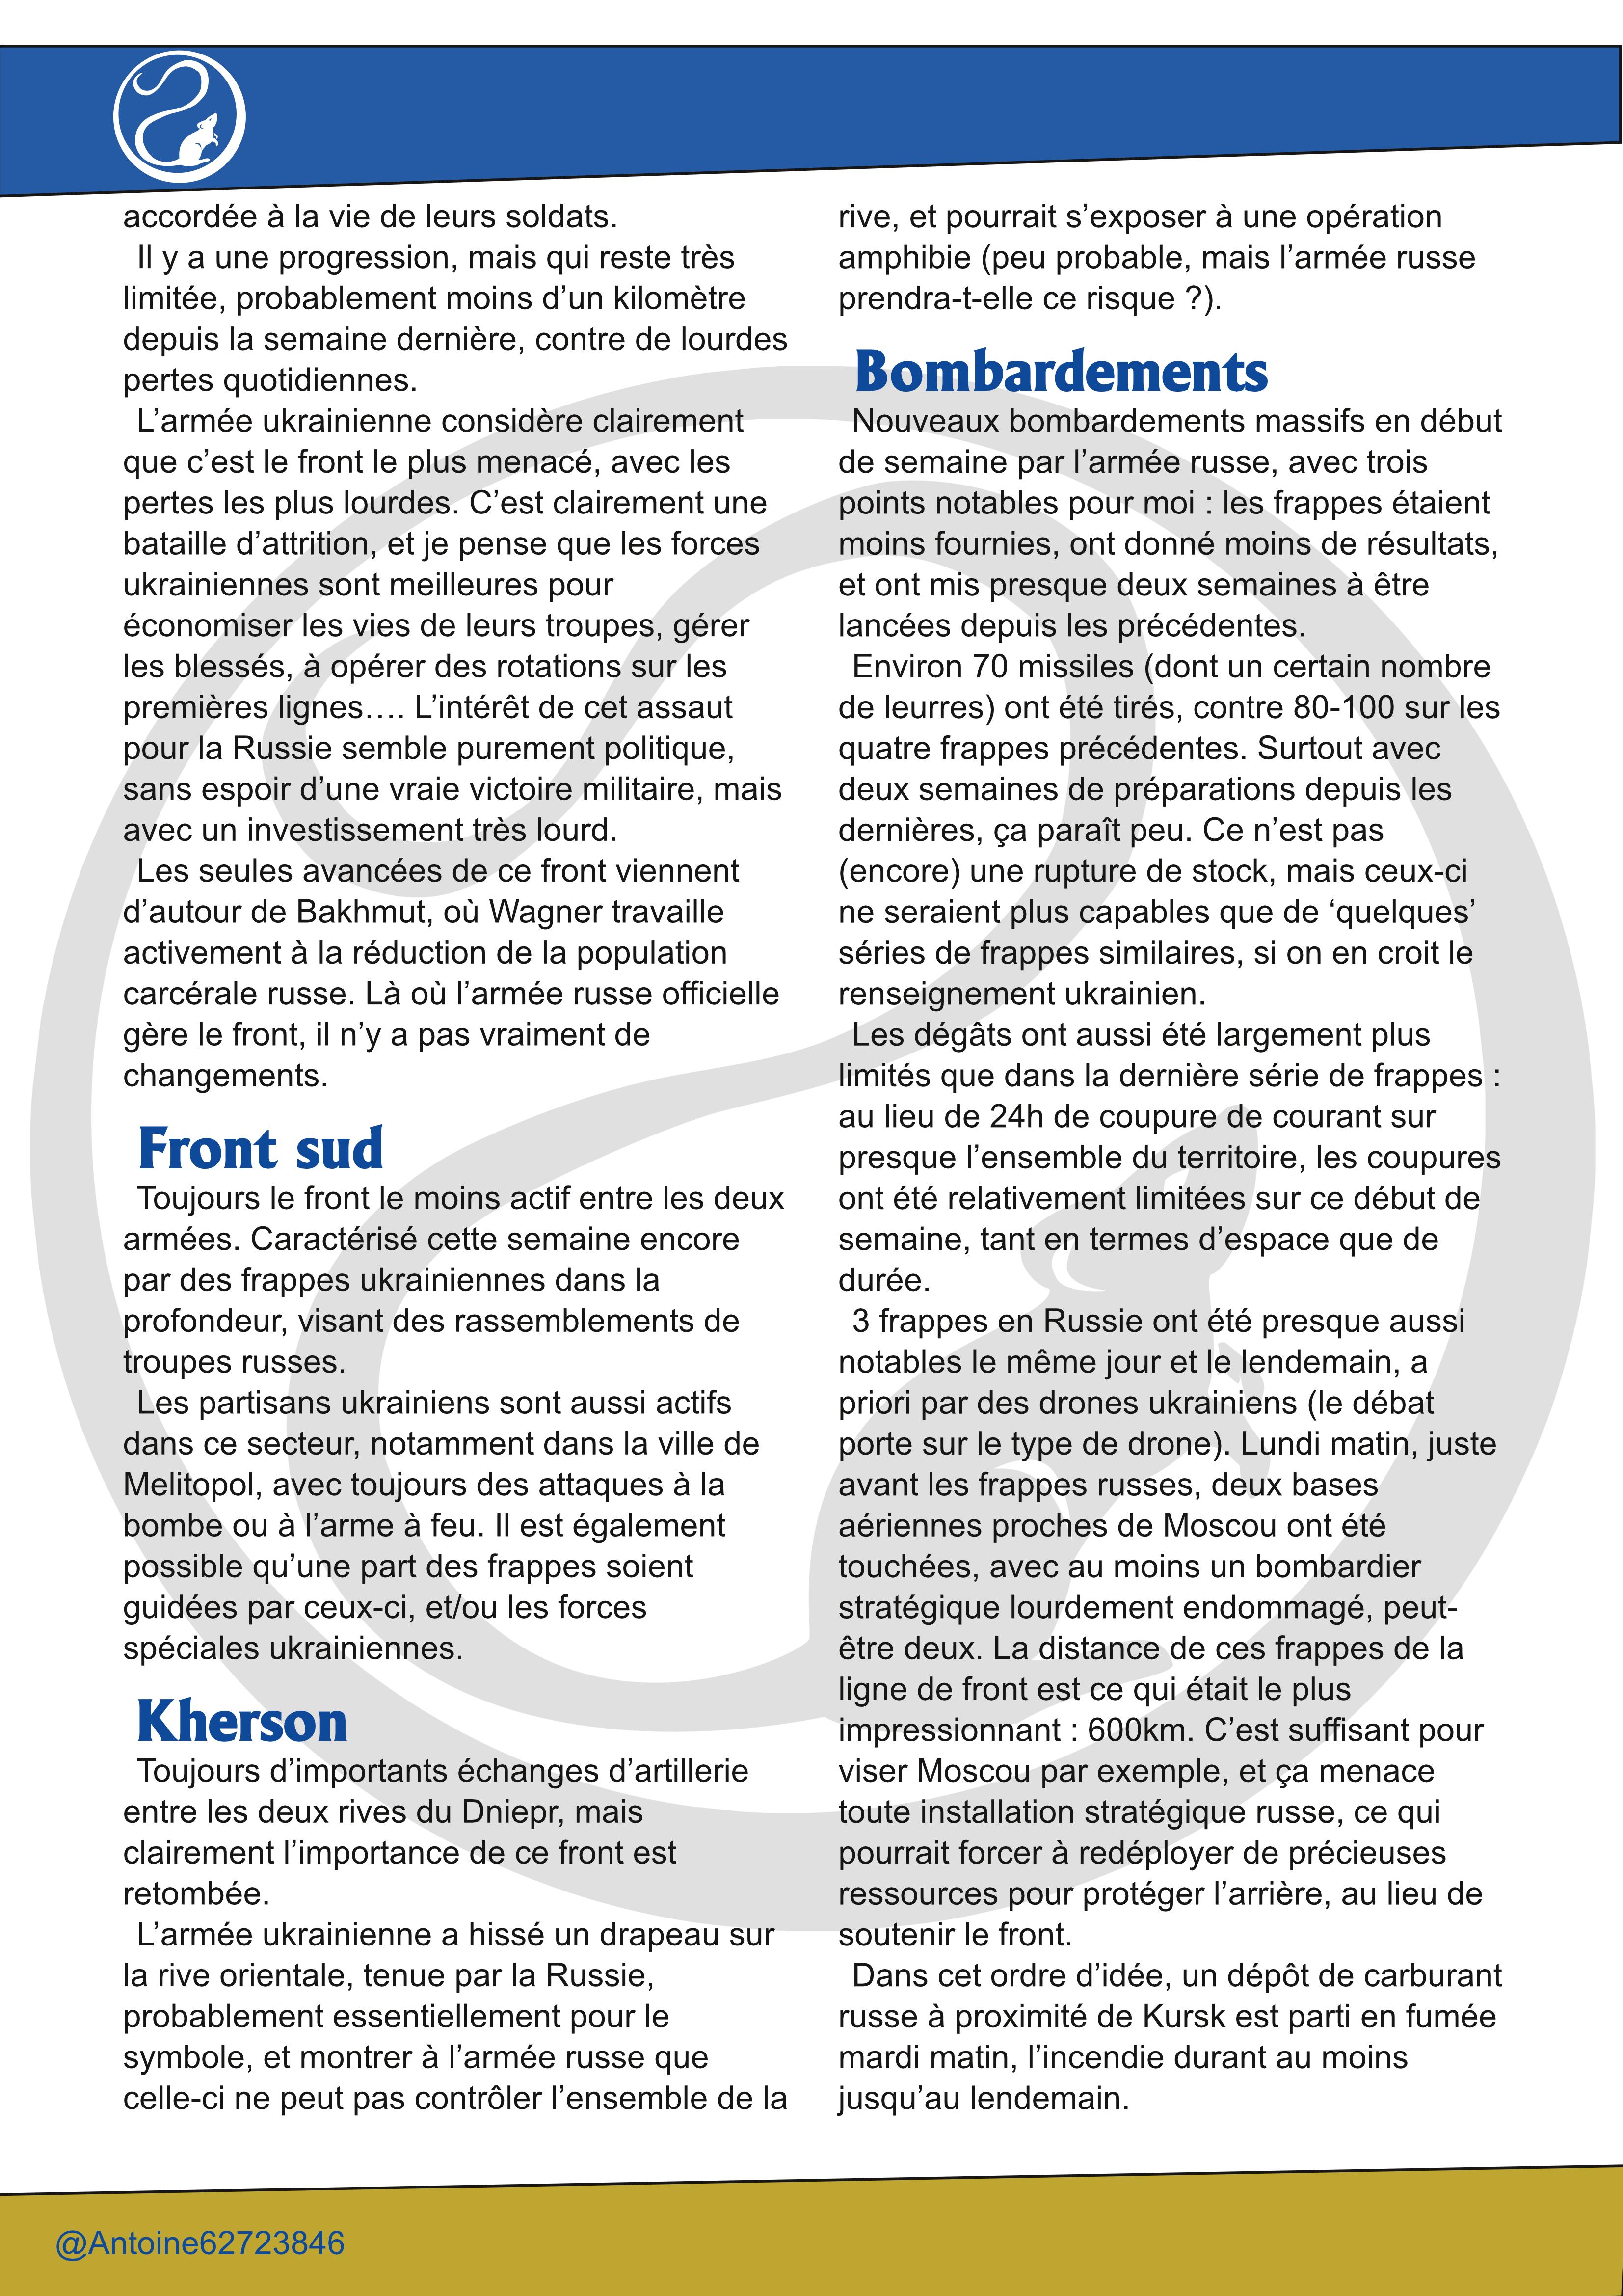 accordée à la vie de leurs soldats.
Il y a une progression, mais qui reste très
limitée, probablement moins d’un kilomètre
depuis la semaine dernière, contre de lourdes
pertes quotidiennes.
L’armée ukrainienne considère clairement
que c’est le front le plus menacé, avec les
pertes les plus lourdes. C’est clairement une
bataille d’attrition, et je pense que les forces
ukrainiennes sont meilleures pour
économiser les vies de leurs troupes, gérer
les blessés, à opérer des rotations sur les
premières lignes…. L’intérêt de cet assaut
pour la Russie semble purement politique,
sans espoir d’une vraie victoire militaire, mais
avec un investissement très lourd.
Les seules avancées de ce front viennent
d’autour de Bakhmut, où Wagner travaille
activement à la réduction de la population
carcérale russe. Là où l’armée russe officielle
gère le front, il n’y a pas vraiment de
changements.
Front sud
Toujours le front le moins actif entre les deux
armées. Caractérisé cette semaine encore
par des frappes ukrainiennes dans la
profondeur, visant des rassemblements de
troupes russes.
Les partisans ukrainiens sont aussi actifs
dans ce secteur, notamment dans la ville de
Melitopol, avec toujours des attaques à la
bombe ou à l’arme à feu. Il est également
possible qu’une part des frappes soient
guidées par ceux-ci, et/ou les forces
spéciales ukrainiennes.
Kherson
Toujours d’importants échanges d’artillerie
entre les deux rives du Dniepr, mais
clairement l’importance de ce front est
retombée.
L’armée ukrainienne a hissé un drapeau sur
la rive orientale, tenue par la Russie,
probablement essentiellement pour le
symbole, et montrer à l’armée russe que
celle-ci ne peut pas contrôler l’ensemble de la
rive, et pourrait s’exposer à une opération
amphibie (peu probable, mais l’armée russe
prendra-t-elle ce risque ?).
Bombardements
Nouveaux bombardements massifs en début
de semaine par l’armée russe, avec trois
points notables pour moi : les frappes étaient
moins fournies, ont donné moins de résultats,
et ont mis presque deux semaines à être
lancées depuis les précédentes.
Environ 70 missiles (dont un certain nombre
de leurres) ont été tirés, contre 80-100 sur les
quatre frappes précédentes. Surtout avec
deux semaines de préparations depuis les
dernières, ça paraît peu. Ce n’est pas
(encore) une rupture de stock, mais ceux-ci
ne seraient plus capables que de ‘quelques’
séries de frappes similaires, si on en croit le
renseignement ukrainien.
Les dégâts ont aussi été largement plus
limités que dans la dernière série de frappes :
au lieu de 24h de coupure de courant sur
presque l’ensemble du territoire, les coupures
ont été relativement limitées sur ce début de
semaine, tant en termes d’espace que de
durée.
3 frappes en Russie ont été presque aussi
notables le même jour et le lendemain, a
priori par des drones ukrainiens (le débat
porte sur le type de drone). Lundi matin, juste
avant les frappes russes, deux bases
aériennes proches de Moscou ont été
touchées, avec au moins un bombardier
stratégique lourdement endommagé, peut-
être deux. La distance de ces frappes de la
ligne de front est ce qui était le plus
impressionnant : 600km. C’est suffisant pour
viser Moscou par exemple, et ça menace
toute installation stratégique russe, ce qui
pourrait forcer à redéployer de précieuses
ressources pour protéger l’arrière, au lieu de
soutenir le front.
Dans cet ordre d’idée, un dépôt de carburant
russe à proximité de Kursk est parti en fumée
mardi matin, l’incendie durant au moins
jusqu’au lendemain.
@Antoine62723846